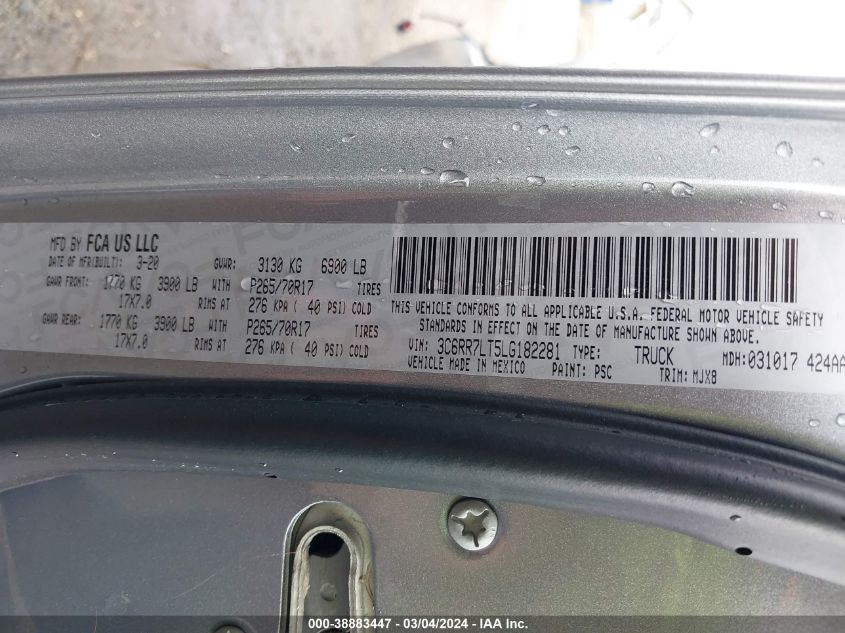 MFD BY FCA US LLC
DATE OF MFR(BUILT): 3-20 GVWR: 3130 KG 6900 LB
GAWR FRONT: 1770 KG 3900 LB WITH P265/70R17 TIRES
17X7.0 RIMS AT 276 KPA ( 40 PSI) COLD
GAWR REAR: 1770 KG 3900 LB WITH P265/70R17 TIRES
17X7.0 RIMS AT 276 KPA ( 40 PSI) COLD
THIS VEHICLE CONFORMS TO ALL APPLICABLE U.S.A. FEDERAL MOTOR VEHICLE SAFETY
STANDARDS IN EFFECT ON THE DATE OF MANUFACTURE SHOWN ABOVE.
VIN: 3C6RR7LT5LG182281 TYPE: TRUCK MDH:031017 424AA
VEHICLE MADE IN MEXICO PAINT: PSC TRIM: MJX8
000-38883447 - 03/04/2024 - IAA Inc.